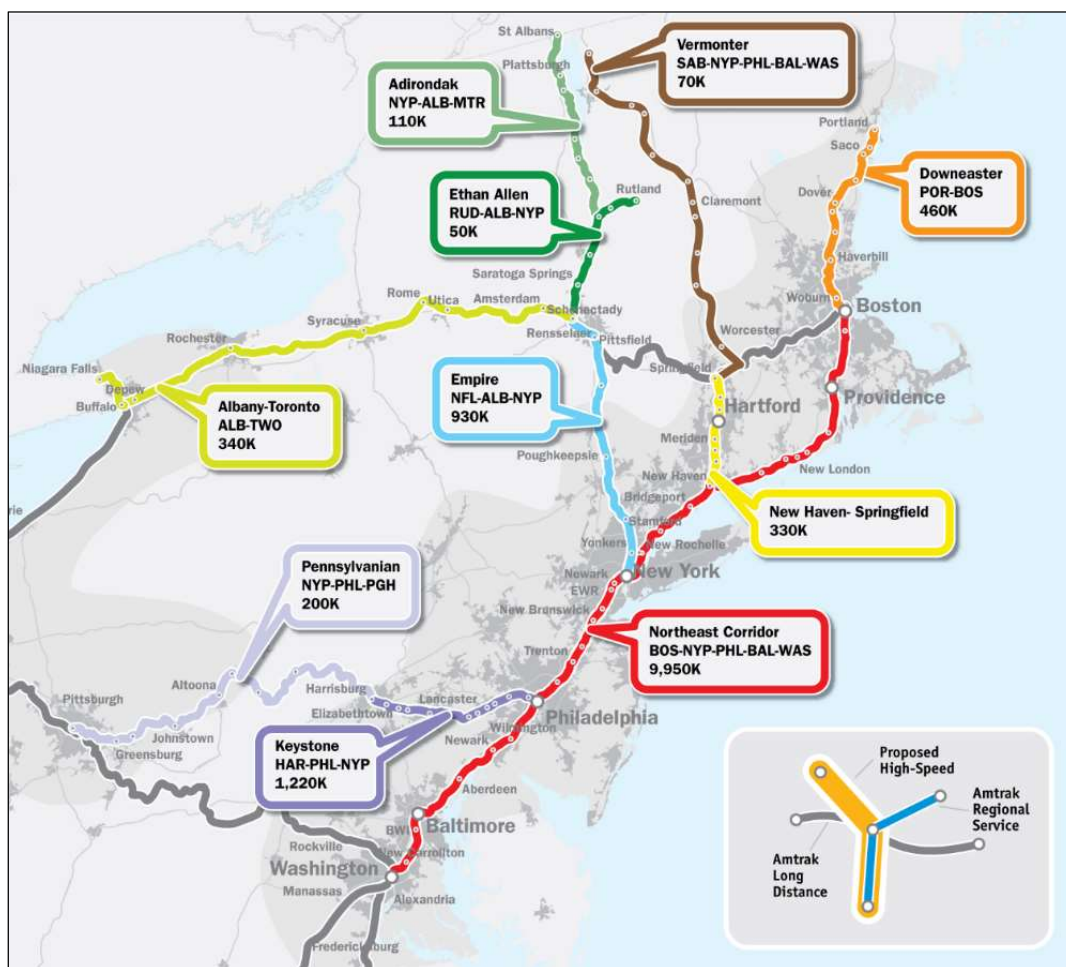 St Albans
Plattsburgh
Vermonter
SAB-NYP-PHL-BAL-WAS
70K
Adirondak
NYP-ALB-MTR
110K
Portland
Saco
Downeaster
POR-BOS
460K
Ethan Allen
RUD-ALB-NYP
50K
Rutland
Dover
Claremont
Saratoga Springs
Haverhill
Rome
Utica
Amsterdam
Schenectady
Woburn
Boston
Syracuse
Rensselaer
Pittsfield
Worcester
Rochester
Niagara Falls
Depew
Buffalo
Springfield
Albany-Toronto
ALB-TWO
340K
Empire
NFL-ALB-NYP
930K
Hartford
Providence
Meriden
Poughkeepsie
New Haven
New London
Bridgeport
Stamford
New Haven- Springfield
330K
erie
Yonkers
New Rochelle
Pennsylvanian
NYP-PHL-PGH
200K
Newark
New York
EWR
New Brunswick
Northeast Corridor
BOS-NYP-PHL-BAL-WAS
9,950K
Trenton
Pittsburgh
Altoona
Harrisburg
Lancaster
Elizabethtown
Philadelphia
Johnstown
Greensburg
Wilmington
Newark
Keystone
HAR-PHL-NYP
1,220K
Aberdeen
BWI
Baltimore
Rockville
New Carrollton
Washington
Manassas
Alexandria
Fredericksburg
Proposed
High-Speed
Amtrak
Regional
Service
Amtrak
Long
Distance